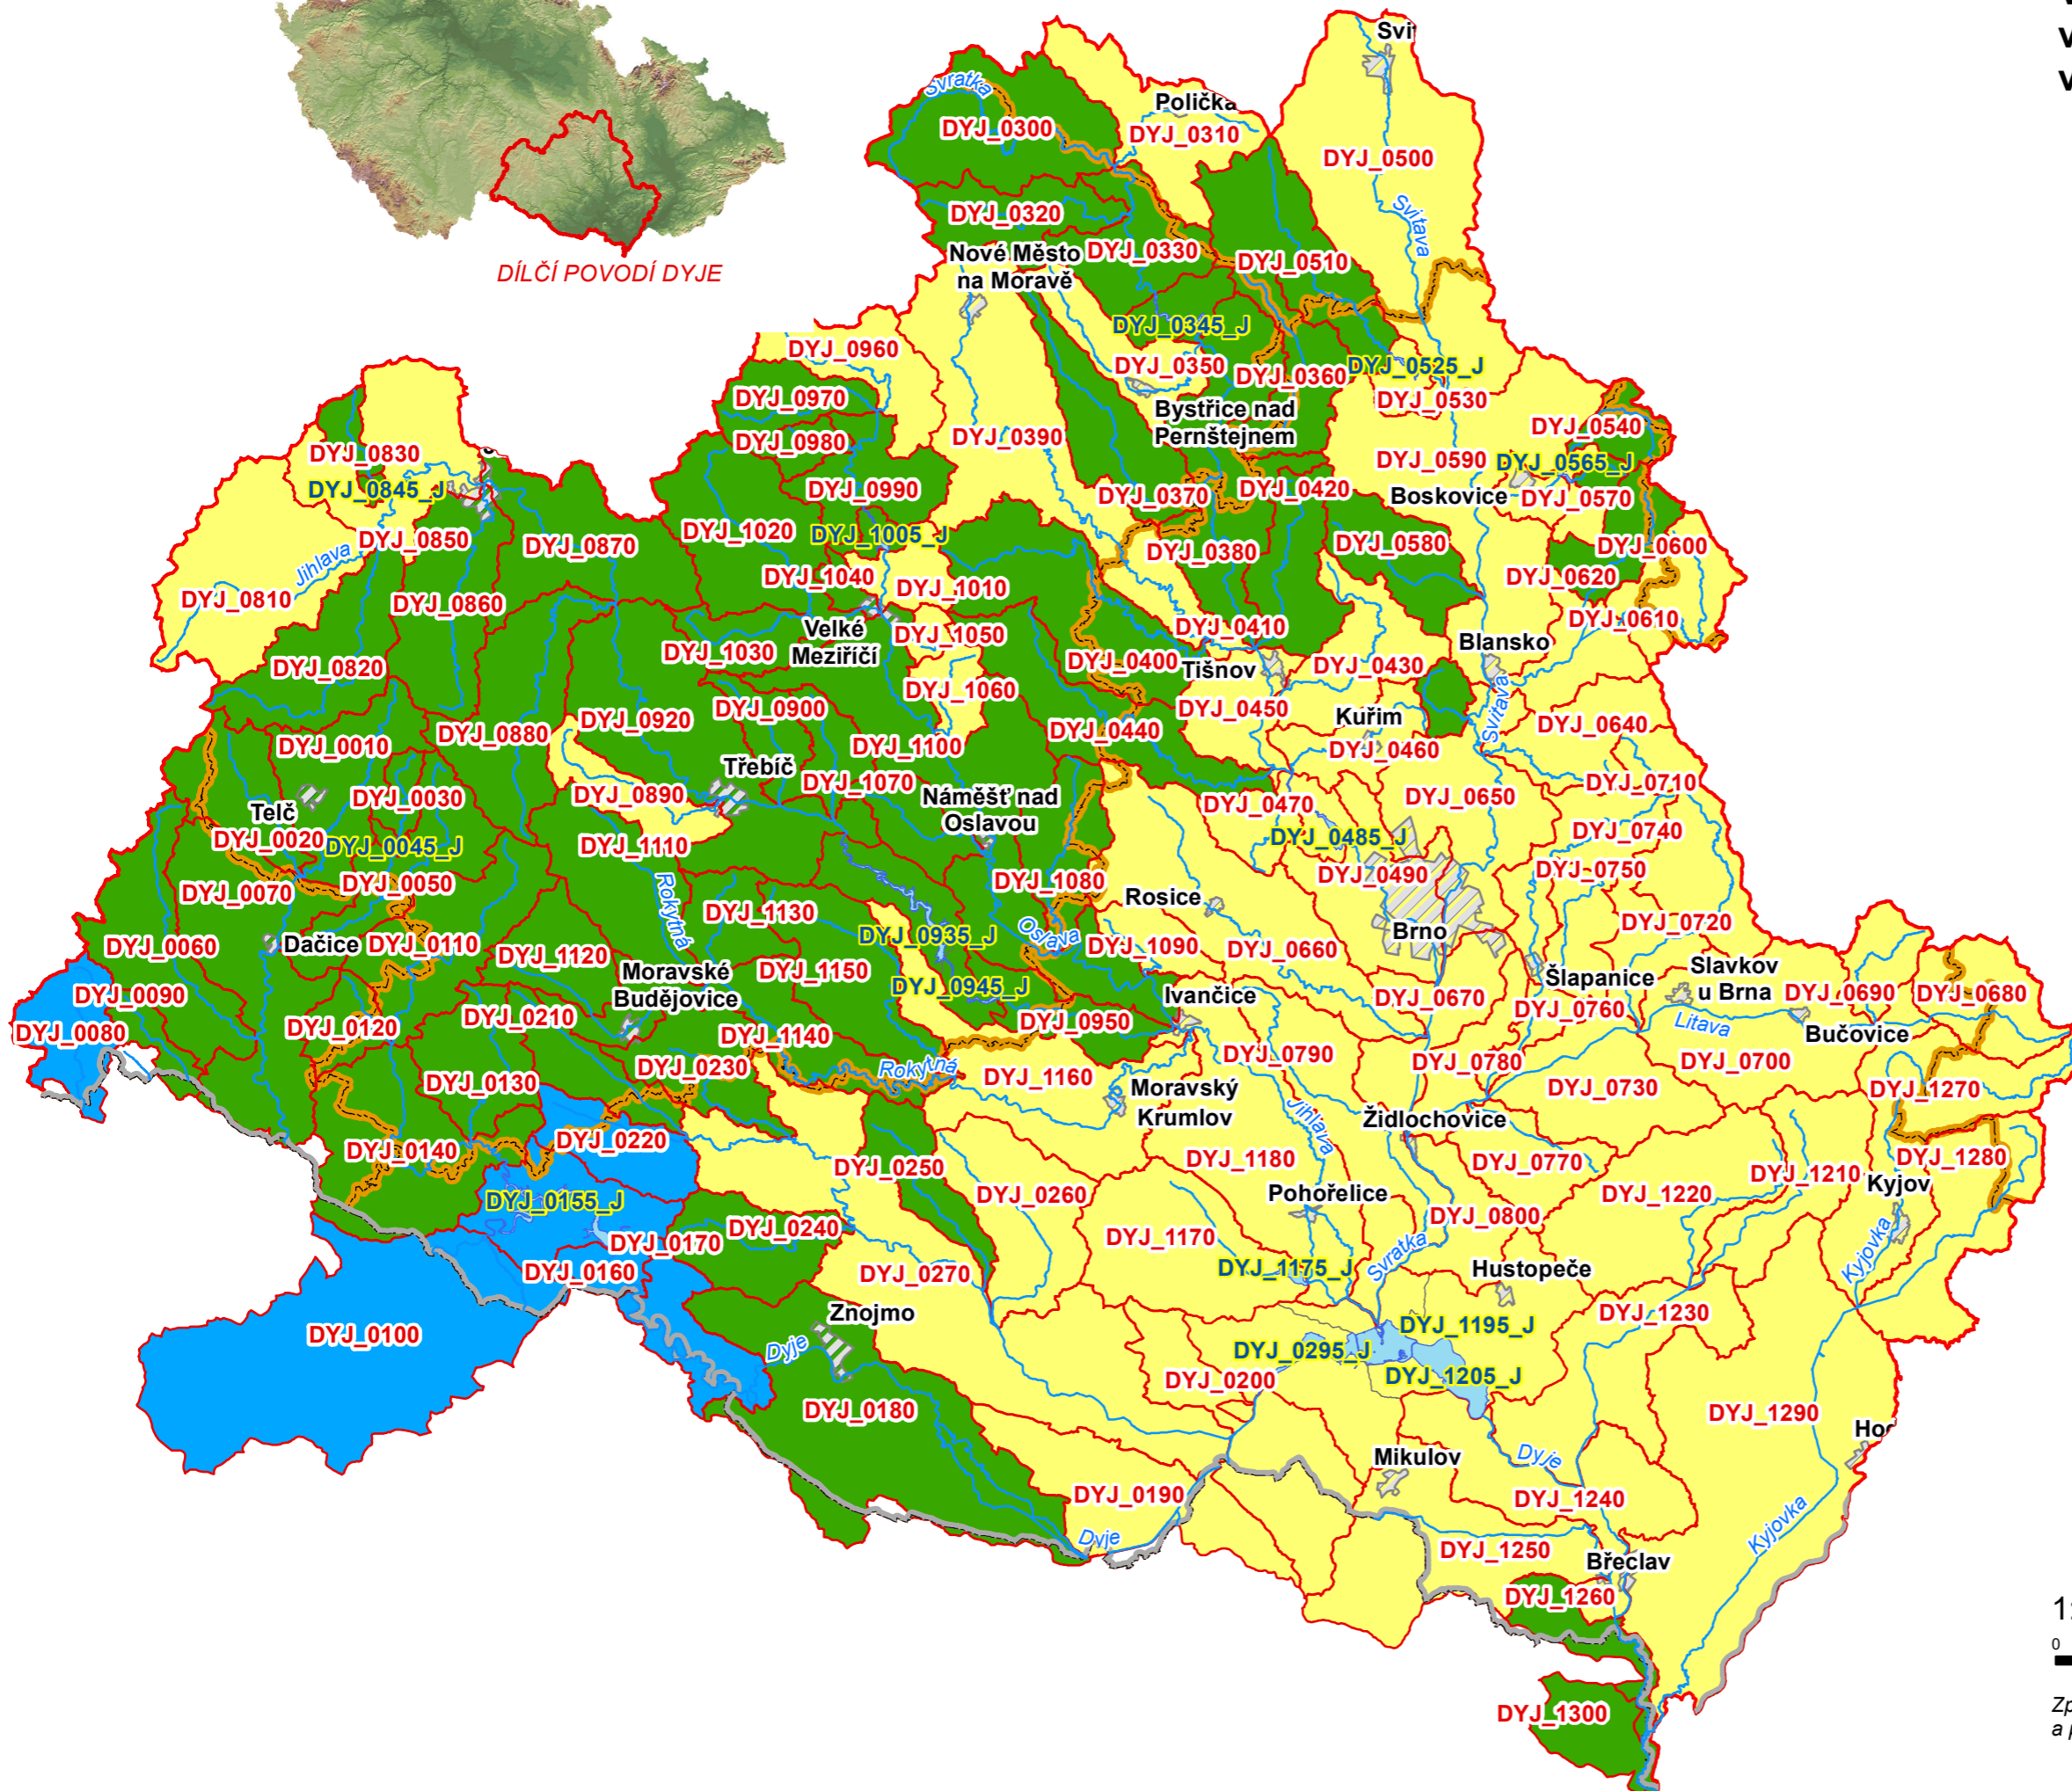 DÍLČÍ POVODÍ DYJE
Svratka
DYJ_0300
Polička
DYJ_0310
DYJ_0500
Svitava
DYJ_0320
Nové Město
na Moravě
DYJ_0330
DYJ_0510
DYJ_0345_J
DYJ_0350
DYJ_0360
DYJ_0525_J
DYJ_0530
DYJ_0960
DYJ_0970
DYJ_0980
DYJ_0390
Bystřice nad
Pernštejnem
DYJ_0540
DYJ_0590
DYJ_0565_J
DYJ_0570
Boskovice
DYJ_0830
DYJ_0845_J
DYJ_0850
DYJ_0990
DYJ_0370
DYJ_0420
DYJ_1020
DYJ_1005_J
DYJ_0870
Jihlava
DYJ_0810
DYJ_0860
DYJ_1040
DYJ_1010
DYJ_0380
DYJ_0580
DYJ_0600
DYJ_0620
DYJ_0610
DYJ_0410
Velké
Meziříčí
DYJ_1050
DYJ_1030
DYJ_0820
DYJ_0400
Tišnov
DYJ_0430
Blansko
DYJ_1060
DYJ_0450
Kuřim
DYJ_0460
Svitava
DYJ_0640
DYJ_0900
DYJ_0920
DYJ_0880
DYJ_0010
DYJ_1100
DYJ_0440
Třebíč
DYJ_1070
DYJ_0890
DYJ_0030
Telč
DYJ_0020
DYJ_0045_J
DYJ_0050
DYJ_0070
DYJ_1110
Náměšť nad
Oslavou
DYJ_0470
DYJ_0485_J
DYJ_0490
DYJ_0650
DYJ_0710
DYJ_0740
DYJ_0750
DYJ_0720
DYJ_1080
Rosice
Brno
Rokytná
DYJ_1130
DYJ_0935_J
Oslava
DYJ_1090
DYJ_0660
DYJ_0060
Dačice
DYJ_0110
DYJ_1120
DYJ_1150
DYJ_0945_J
Moravské
Budějovice
Ivančice
DYJ_0670
Šlapanice
DYJ_0760
Slavkov
u Brna
DYJ_0690
DYJ_0680
Litava
Bučovice
DYJ_0090
DYJ_0080
DYJ_0120
DYJ_0210
DYJ_1140
DYJ_0950
DYJ_0790
DYJ_0780
DYJ_0700
DYJ_0730
DYJ_1270
DYJ_0130
DYJ_0230
Rokytná
DYJ_1160
Moravský
Krumlov
Jihlava
Židlochovice
DYJ_0140
DYJ_0220
DYJ_0250
DYJ_0260
DYJ_1180
DYJ_0770
DYJ_1210
DYJ_1280
Kyjov
DYJ_0155_J
Pohořelice
DYJ_1220
DYJ_0800
DYJ_0240
DYJ_0170
DYJ_0160
DYJ_0270
DYJ_1170
DYJ_1175_J
Svratka
Hustopeče
Kyjovka
DYJ_0100
Znojmo
Dyje
DYJ_0295_J
DYJ_1195_J
DYJ_1205_J
DYJ_1230
DYJ_0200
DYJ_0180
DYJ_1290
Mikulov
Dyje
DYJ_0190
DYJ_1240
Kyjovka
Dyje
DYJ_1250
Břeclav
DYJ_1260
DYJ_1300
0